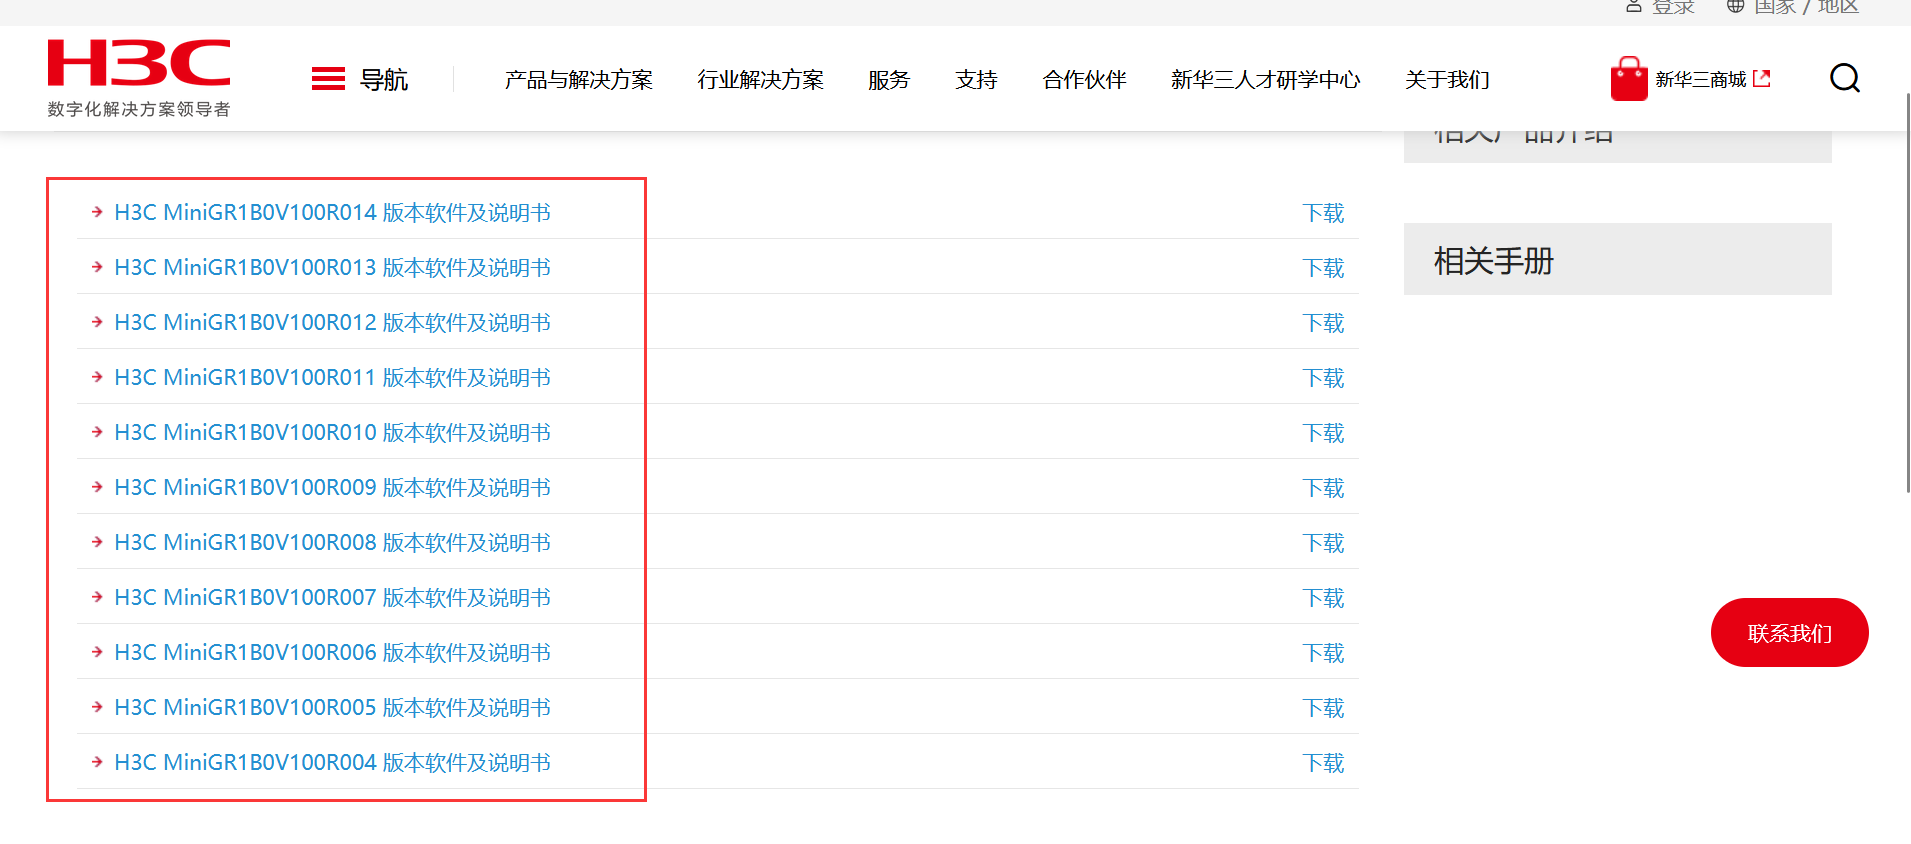 登录 国家 / 地区
H3C
数字化解决方案领导者
导航 产品与解决方案 行业解决方案 服务 支持 合作伙伴 新华三人才研学中心 关于我们 新华三商城
相关产品介绍
H3C MiniGR1B0V100R014 版本软件及说明书 下载
H3C MiniGR1B0V100R013 版本软件及说明书 下载
H3C MiniGR1B0V100R012 版本软件及说明书 下载
H3C MiniGR1B0V100R011 版本软件及说明书 下载
H3C MiniGR1B0V100R010 版本软件及说明书 下载
H3C MiniGR1B0V100R009 版本软件及说明书 下载
H3C MiniGR1B0V100R008 版本软件及说明书 下载
H3C MiniGR1B0V100R007 版本软件及说明书 下载
H3C MiniGR1B0V100R006 版本软件及说明书 下载
H3C MiniGR1B0V100R005 版本软件及说明书 下载
H3C MiniGR1B0V100R004 版本软件及说明书 下载
相关手册
联系我们